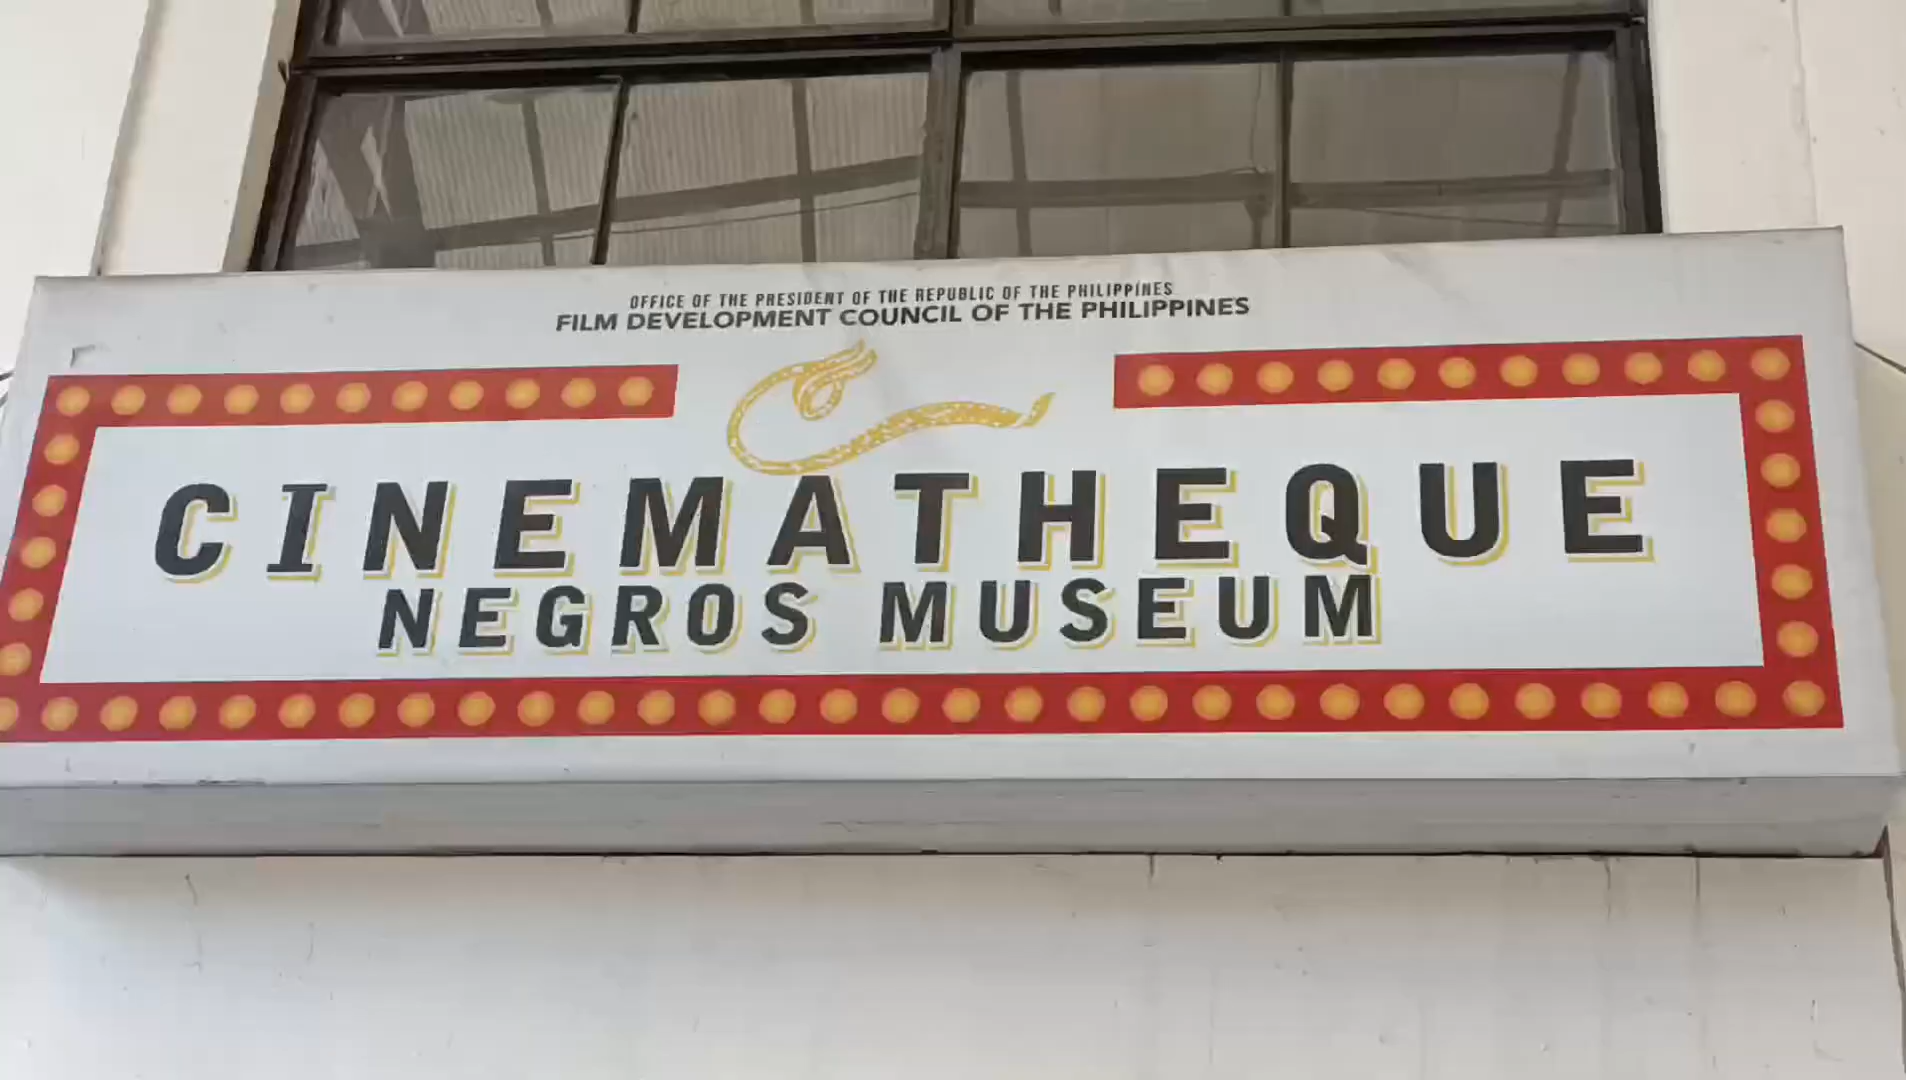 OFFICE OF THE PRESIDENT OF THE REPUBLIC OF THE PHILIPPINES
FILM DEVELOPMENT COUNCIL OF THE PHILIPPINES
CINEMATHEQUE
NEGROS MUSEUM